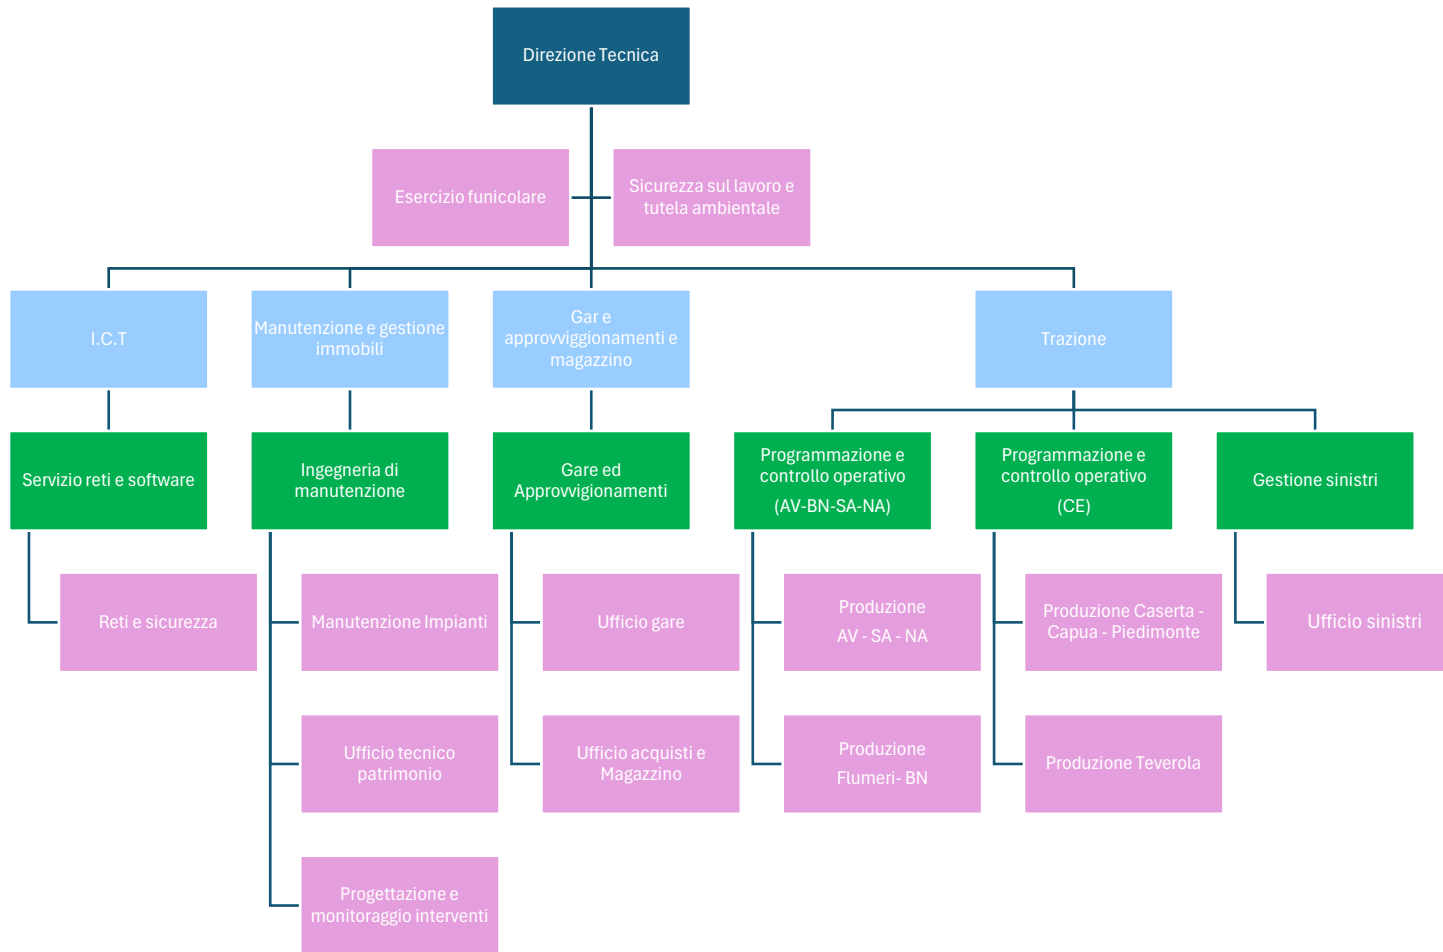 Direzione Tecnica
Esercizio funicolare
Sicurezza sul lavoro e
tutela ambientale
I.C.T
Manutenzione e gestione
immobili
Gar e
approvviggionamenti e
magazzino
Trazione
Servizio reti e software
Ingegneria di
manutenzione
Gare ed
Approvvigionamenti
Programmazione e
controllo operativo
(AV-BN-SA-NA)
Programmazione e
controllo operativo
(CE)
Gestione sinistri
Reti e sicurezza
Manutenzione Impianti
Ufficio gare
Produzione
AV - SA - NA
Produzione Caserta -
Capua - Piedimonte
Ufficio sinistri
Ufficio tecnico
patrimonio
Ufficio acquisti e
Magazzino
Produzione
Flumeri- BN
Produzione Teverola
Progettazione e
monitoraggio interventi